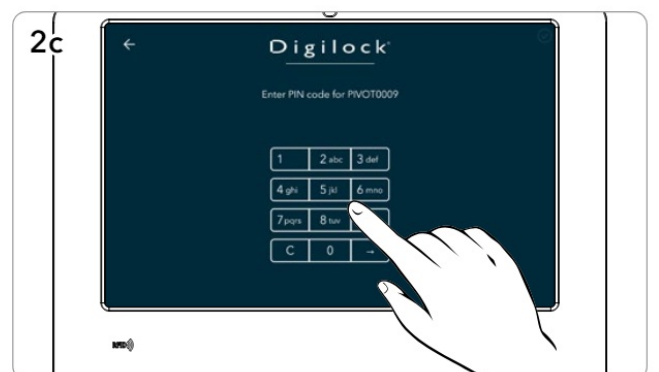 2c
←
Digilock
Enter PIN code for PIVOT0009
1 2 abc 3 def
4 ghi 5 jkl 6 mno
7 pqrs 8 tuv
C 0 →
RFID